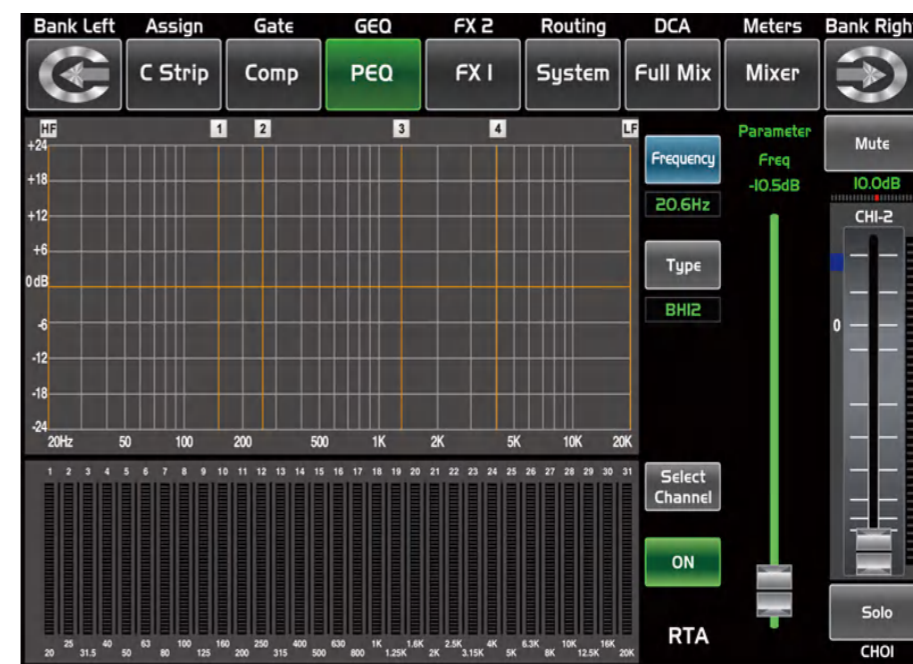 Bank Left Assign Gate GEQ FX 2 Routing DCA Meters Bank Righ
C Strip Comp PEQ FX I System Full Mix Mixer
HF 1 2 3 4 LF
+24
+18
+12
+6
0 dB
-6
-12
-18
-24
20Hz 50 100 200 500 1K 2K 5K 10K 20K
Frequency
20.6Hz
Type
BHI2
Parameter
Freq
-10.5dB
Mute
10.0dB
CHI-2
0
1 2 3 4 5 6 7 8 9 10 11 12 13 14 15 16 17 18 19 20 21 22 23 24 25 26 27 28 29 30 31
25 40 63 100 160 250 400 630 1K 1.6K 2.5K 4K 6.3K 10K 16K
20 31.5 50 80 125 200 315 500 800 1.25K 2K 3.15K 5K 8K 12.5K 20K
Select
Channel
ON
RTA
Solo
CHOI